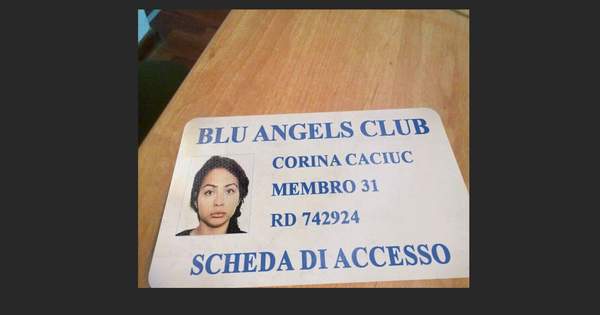 BLU ANGELS CLUB
CORINA CACIUC
MEMBRO 31
RD 742924
SCHEDA DI ACCESSO